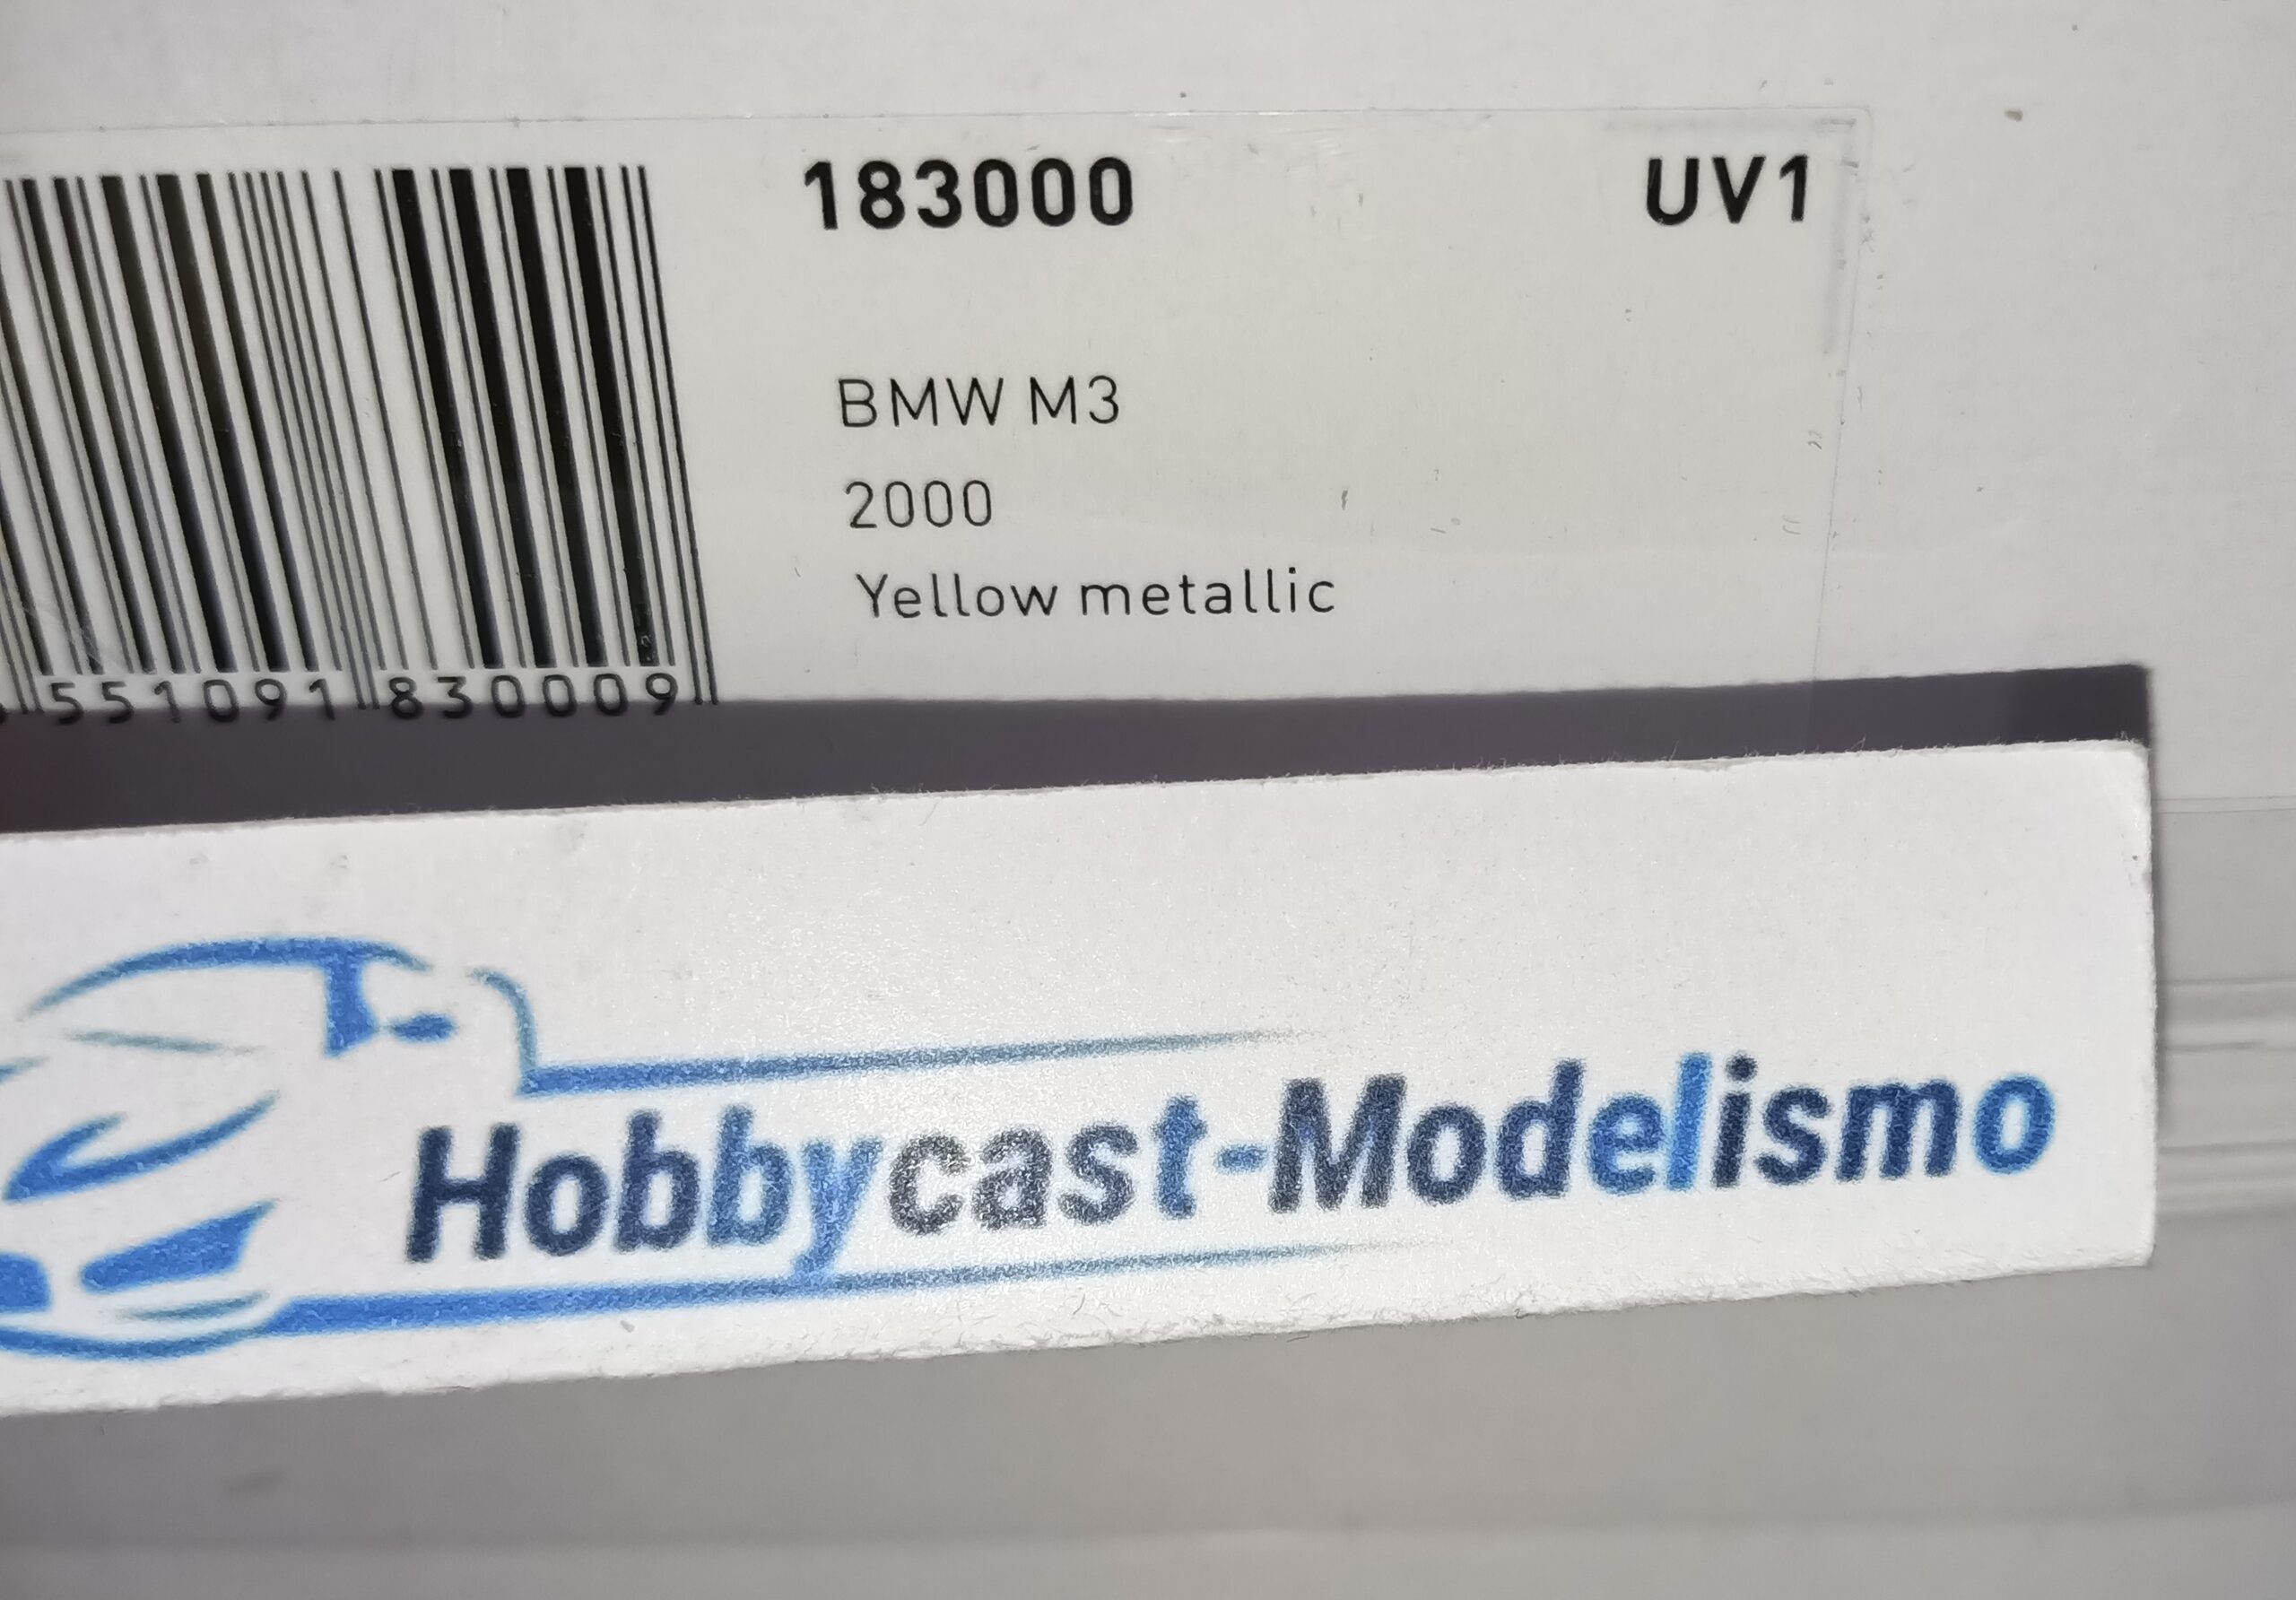 183000
UV1
BMW M3
2000
Yellow metallic
551091 830009
Hobbycast-Modelismo